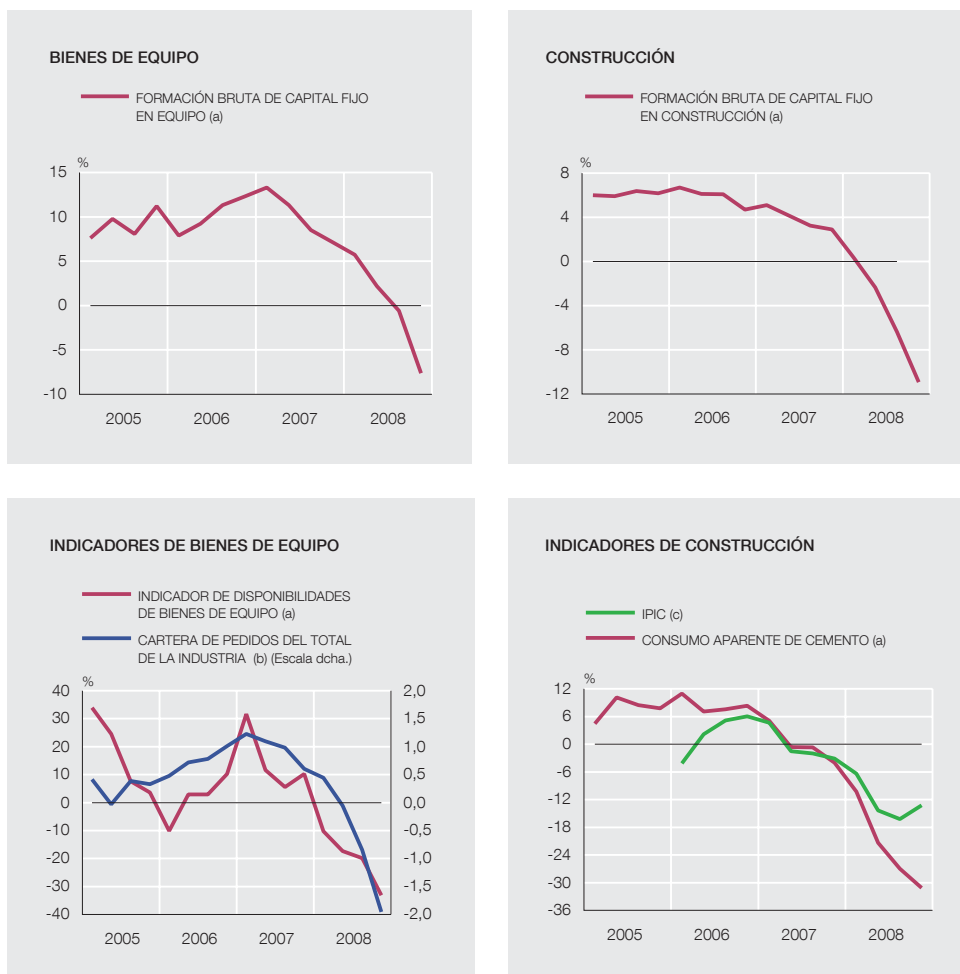 BIENES DE EQUIPO
FORMACIÓN BRUTA DE CAPITAL FIJO
EN EQUIPO (a)
%
15
10
5
0
-5
-10
2005 2006 2007 2008
CONSTRUCCIÓN
FORMACIÓN BRUTA DE CAPITAL FIJO
EN CONSTRUCCIÓN (a)
%
8
4
0
-4
-8
-12
2005 2006 2007 2008
INDICADORES DE BIENES DE EQUIPO
INDICADOR DE DISPONIBILIDADES
DE BIENES DE EQUIPO (a)
CARTERA DE PEDIDOS DEL TOTAL
DE LA INDUSTRIA (b) (Escala dcha.)
%
40 2,0
30 1,5
20 1,0
10 0,5
0 0,0
-10 -0,5
-20 -1,0
-30 -1,5
-40 -2,0
2005 2006 2007 2008
INDICADORES DE CONSTRUCCIÓN
IPIC (c)
CONSUMO APARENTE DE CEMENTO (a)
%
12
6
0
-6
-12
-18
-24
-30
-36
2005 2006 2007 2008